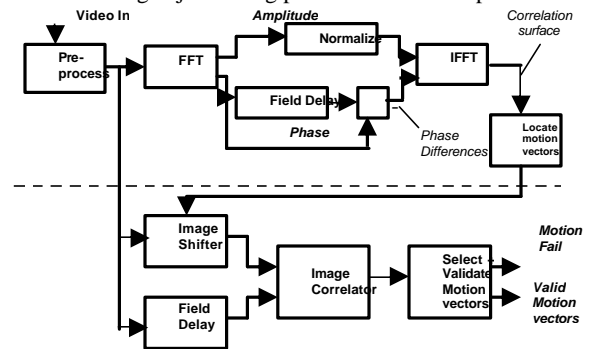 Video In
Amplitude
Correlation
surface
Pre-
process
FFT
Normalize
IFFT
Field Delay
Phase
Phase
Differences
Locate
motion
vectors
Image
Shifter
Motion
Fail
Image
Correlator
Select
Validate
Motion
vectors
Valid
Motion
vectors
Field
Delay